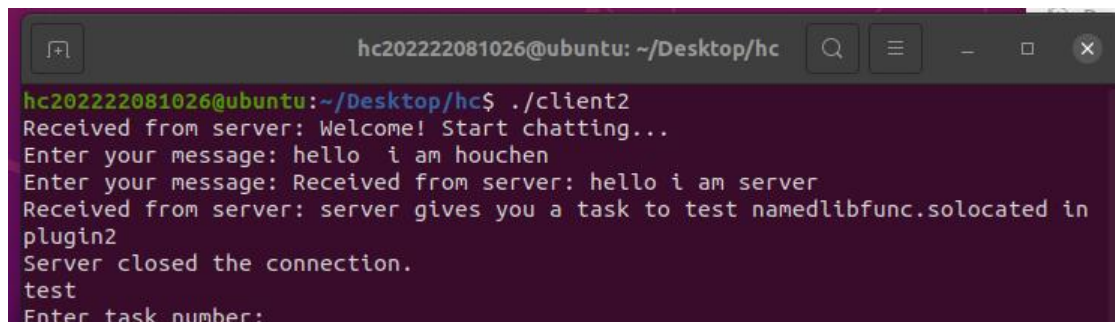 hc202222081026@ubuntu: ~/Desktop/hc
hc202222081026@ubuntu:~/Desktop/hc$ ./client2
Received from server: Welcome! Start chatting...
Enter your message: hello  i am houchen
Enter your message: Received from server: hello i am server
Received from server: server gives you a task to test namedlibfunc.solocated in
plugin2
Server closed the connection.
test
Enter task number: